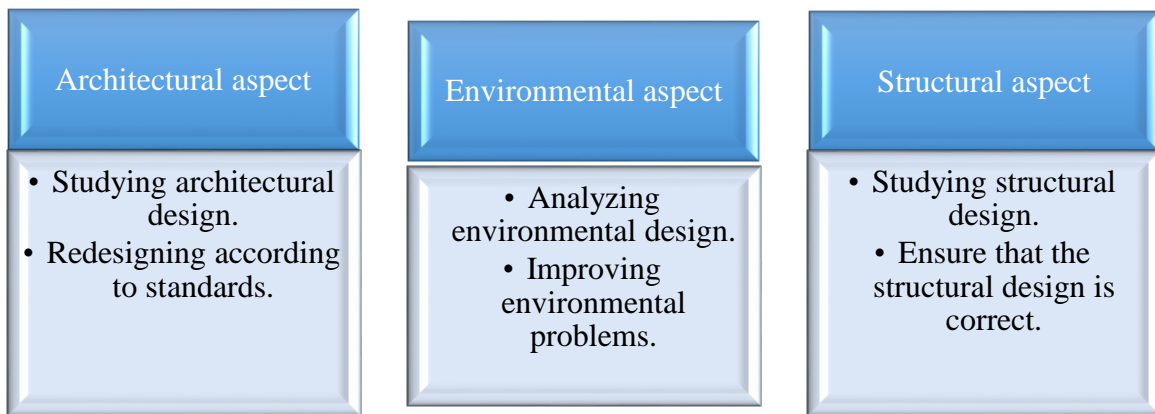 Architectural aspect
• Studying architectural
design.
• Redesigning according
to standards.
Environmental aspect
• Analyzing
environmental design.
• Improving
environmental
problems.
Structural aspect
• Studying structural
design.
• Ensure that the
structural design is
correct.